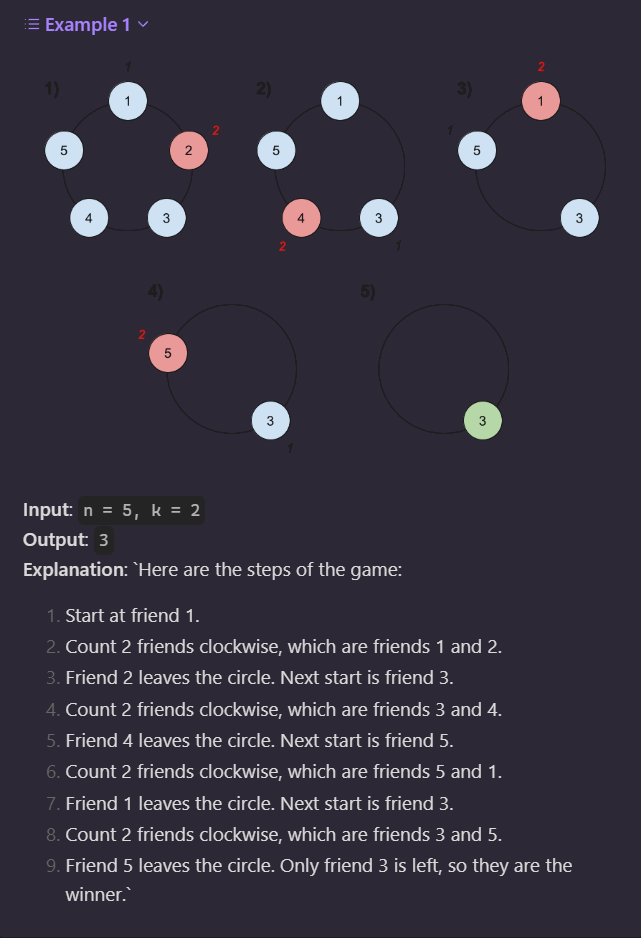 Example 1
1
1) 2) 3) 2
1 1 1
2
5 2 5 5 1
4 3 4 3 3
2 1
4) 5)
2
5
3 3
1
Input: n = 5, k = 2
Output: 3
Explanation: `Here are the steps of the game:
1. Start at friend 1.
2. Count 2 friends clockwise, which are friends 1 and 2.
3. Friend 2 leaves the circle. Next start is friend 3.
4. Count 2 friends clockwise, which are friends 3 and 4.
5. Friend 4 leaves the circle. Next start is friend 5.
6. Count 2 friends clockwise, which are friends 5 and 1.
7. Friend 1 leaves the circle. Next start is friend 3.
8. Count 2 friends clockwise, which are friends 3 and 5.
9. Friend 5 leaves the circle. Only friend 3 is left, so they are the
winner.`